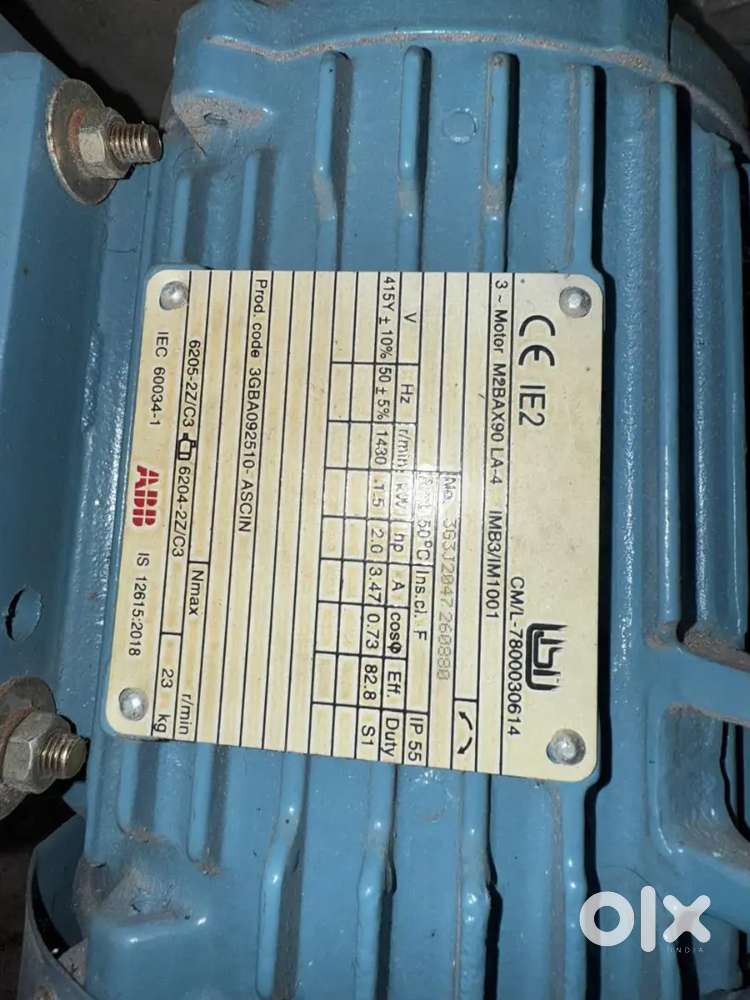 CE IE2
CM/L-7800030614
3 ~ Motor M2BAX90 LA-4 IMB3/IM1001
No. 3G3J2047260880
50°C Ins.cl. F IP 55
V Hz r/min kW hp A cosΦ Eff. Duty
415Y ± 10% 50 ± 5% 1430 1.5 2.0 3.47 0.73 82.8 S1
Prod. code 3GBA092510- ASCIN
Nmax r/min
6205-2Z/C3 6204-2Z/C3 23 kg
IEC 60034-1 ABB IS 12615:2018
olx
INDIA